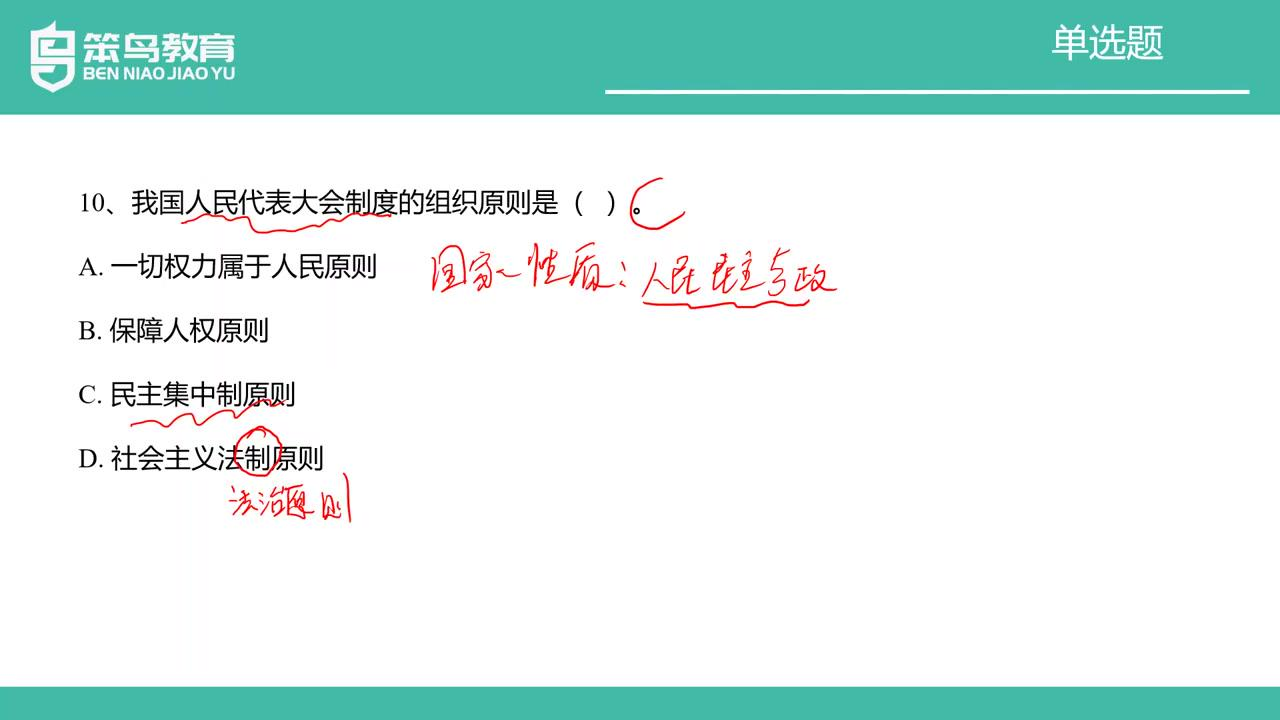 笨鸟教育
BEN NIAO JIAO YU
单选题
10、我国人民代表大会制度的组织原则是（ ）。
C
A. 一切权力属于人民原则
国家 性质：人民民主专政
B. 保障人权原则
C. 民主集中制原则
D. 社会主义法制原则
法治原则